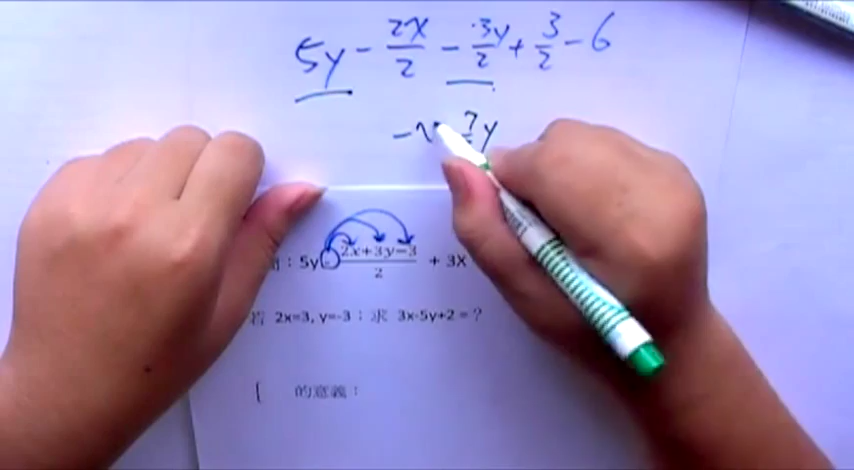 5y - 2x/2 - 3y/2 + 3/2 - 6
7 y
: 5y - 2x+3y-3/2 + 3X
若 2x=3, y=-3：求 3x-5y+2 = ?
的意義：